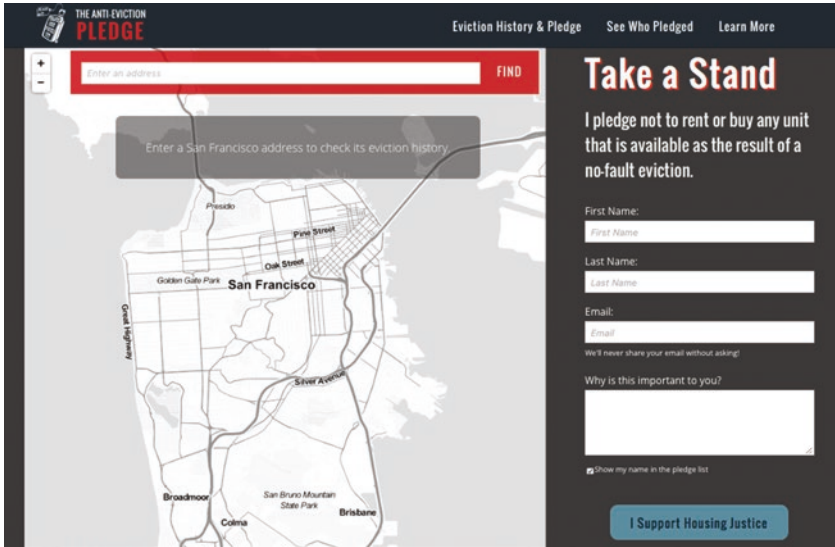 THE ANTI-EVICTION
PLEDGE
Eviction History & Pledge
See Who Pledged
Learn More
+
-
Enter an address
FIND
Enter a San Francisco address to check its eviction history.
Presidio
Pine Street
Oak Street
Golden Gate Park
San Francisco
Great Highway
Silver Avenue
Broadmoor
San Bruno Mountain
State Park
Colma
Brisbane
Take a Stand
I pledge not to rent or buy any unit
that is available as the result of a
no-fault eviction.
First Name:
First Name
Last Name:
Last Name
Email:
Email
We'll never share your email without asking!
Why is this important to you?
Show my name in the pledge list
I Support Housing Justice